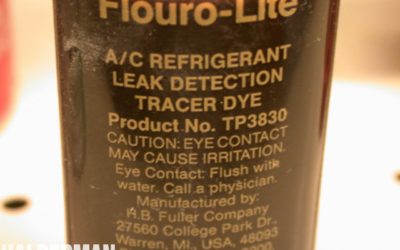 Flouro-Lite
A/C REFRIGERANT
LEAK DETECTION
TRACER DYE
Product No. TP3830
CAUTION: EYE CONTACT
MAY CAUSE IRRITATION.
Eye Contact: Flush with
water. Call a physician.
Manufactured by:
H.B. Fuller Company
27560 College Park Dr.
Warren, MI., USA, 48093
HALDERMAN